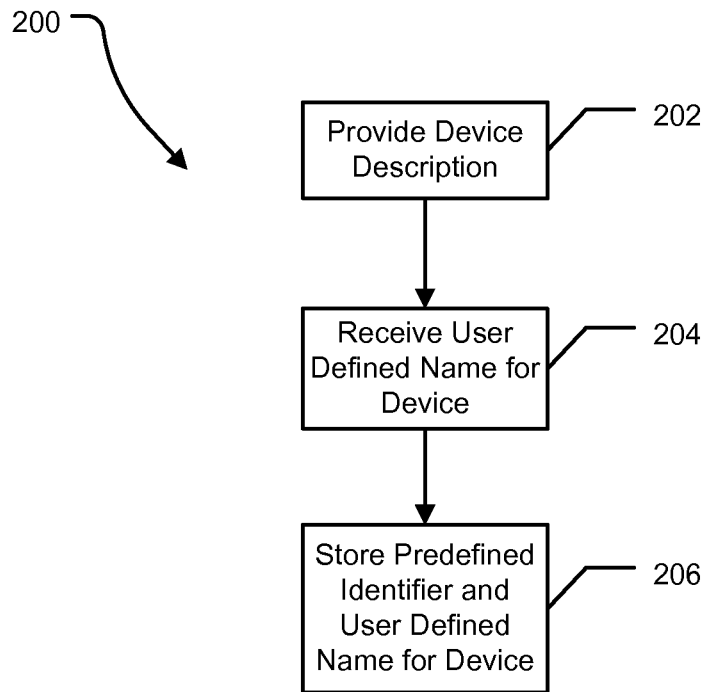 200
Provide Device
Description
202
Receive User
Defined Name for
Device
204
Store Predefined
Identifier and
User Defined
Name for Device
206